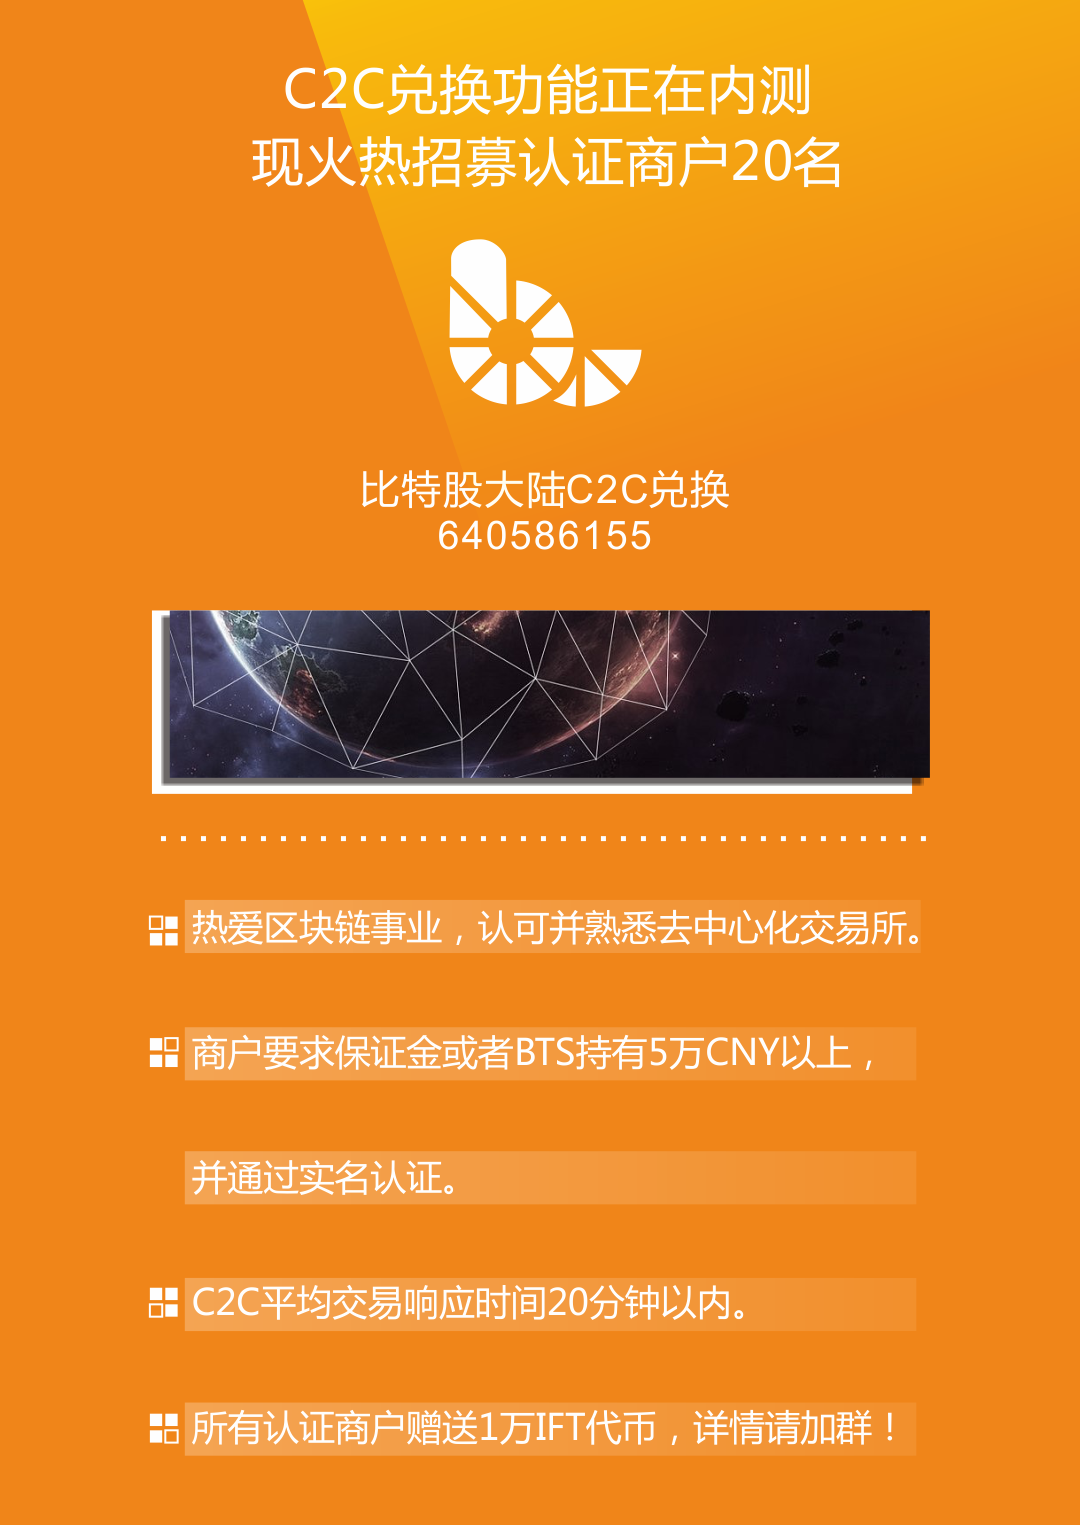 C2C兑换功能正在内测
现火热招募认证商户20名
比特股大陆C2C兑换
640586155
热爱区块链事业，认可并熟悉去中心化交易所。
商户要求保证金或者BTS持有5万CNY以上，
并通过实名认证。
C2C平均交易响应时间20分钟以内。
所有认证商户赠送1万IFT代币，详情请加群！